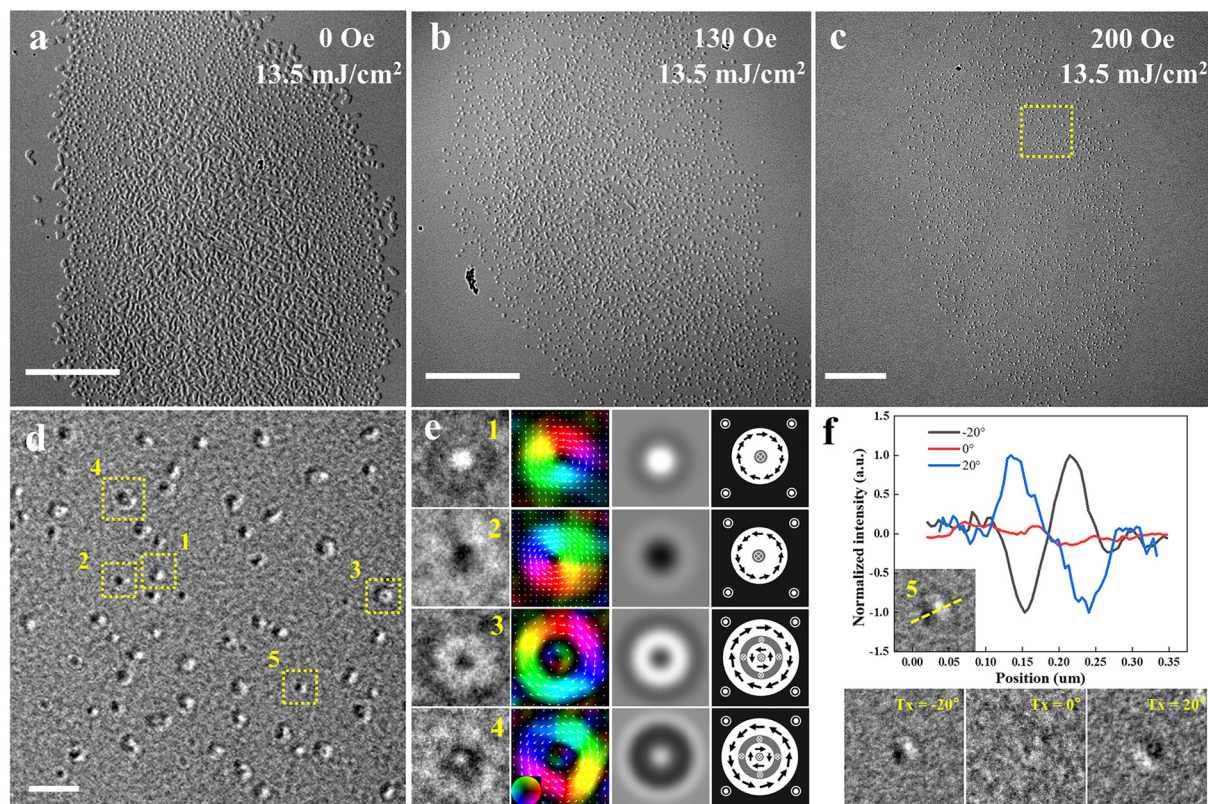 a
0 Oe
13.5 mJ/cm²
b
130 Oe
13.5 mJ/cm²
c
200 Oe
13.5 mJ/cm²
d
4
1
2
3
5
e
1
2
3
4
f
1.5
1.0
0.5
0.0
-0.5
-1.0
-1.5
Normalized intensity (a.u.)
-20°
0°
20°
5
0.00 0.05 0.10 0.15 0.20 0.25 0.30 0.35
Position (um)
Tx = -20°
Tx = 0°
Tx = 20°